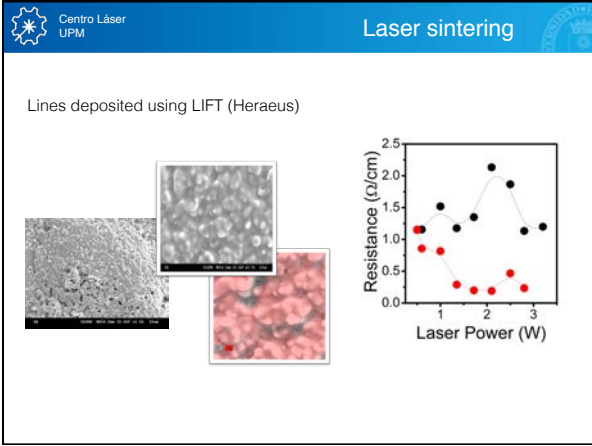 Centro Láser
UPM
Laser sintering
Lines deposited using LIFT (Heraeus)
2.5
2.0
1.5
1.0
0.5
0.0
Resistance (Ω/cm)
1
2
3
Laser Power (W)